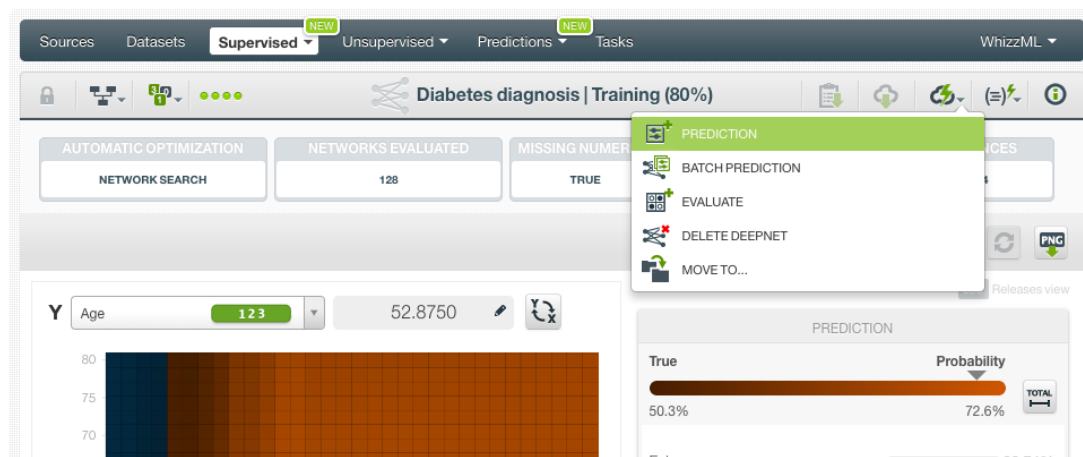 NEW NEW
Sources Datasets Supervised Unsupervised Predictions Tasks WhizzML
Diabetes diagnosis | Training (80%)
PREDICTION
BATCH PREDICTION
EVALUATE
DELETE DEEPNET
MOVE TO...
AUTOMATIC OPTIMIZATION NETWORKS EVALUATED MISSING NUMER
NETWORK SEARCH 128 TRUE
PNG
Releases view
Y Age 123 52.8750 Y X
80
75
70
PREDICTION
True Probability
TOTAL
50.3% 72.6%